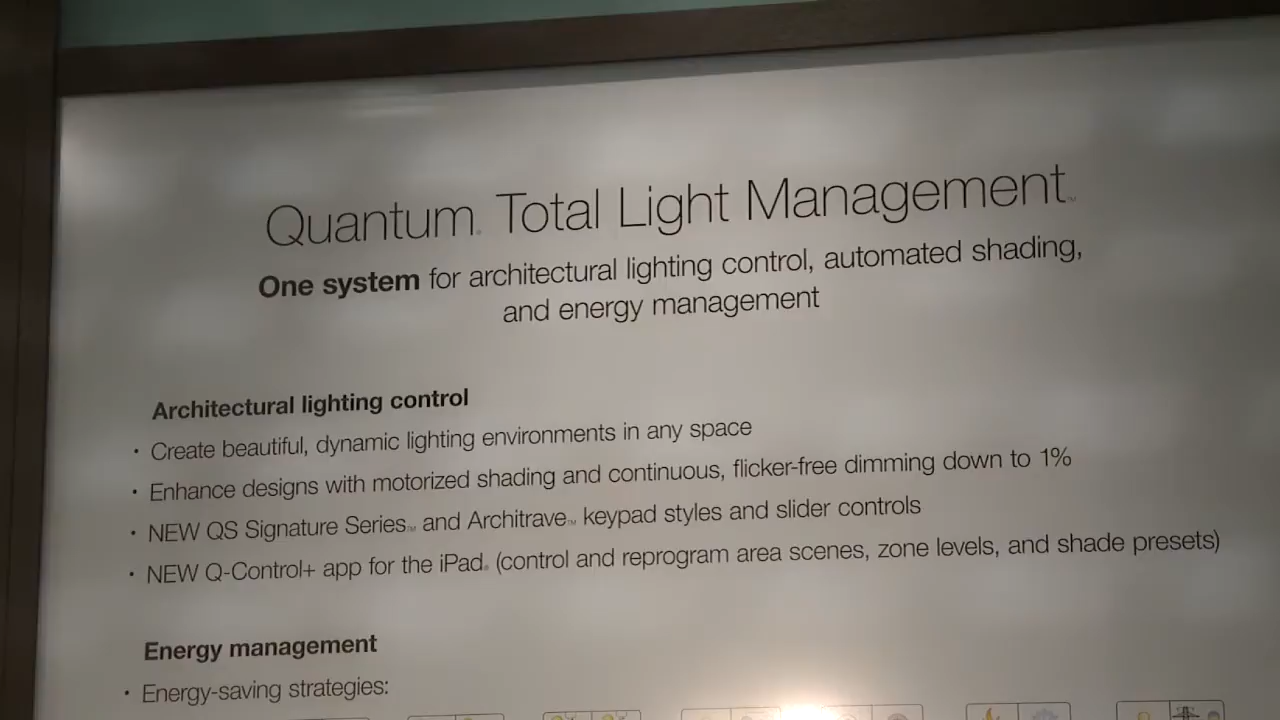 Quantum® Total Light Management™
One system for architectural lighting control, automated shading,
and energy management
Architectural lighting control
• Create beautiful, dynamic lighting environments in any space
• Enhance designs with motorized shading and continuous, flicker-free dimming down to 1%
• NEW QS Signature Series™ and Architrave™ keypad styles and slider controls
• NEW Q-Control+ app for the iPad® (control and reprogram area scenes, zone levels, and shade presets)
Energy management
• Energy-saving strategies: